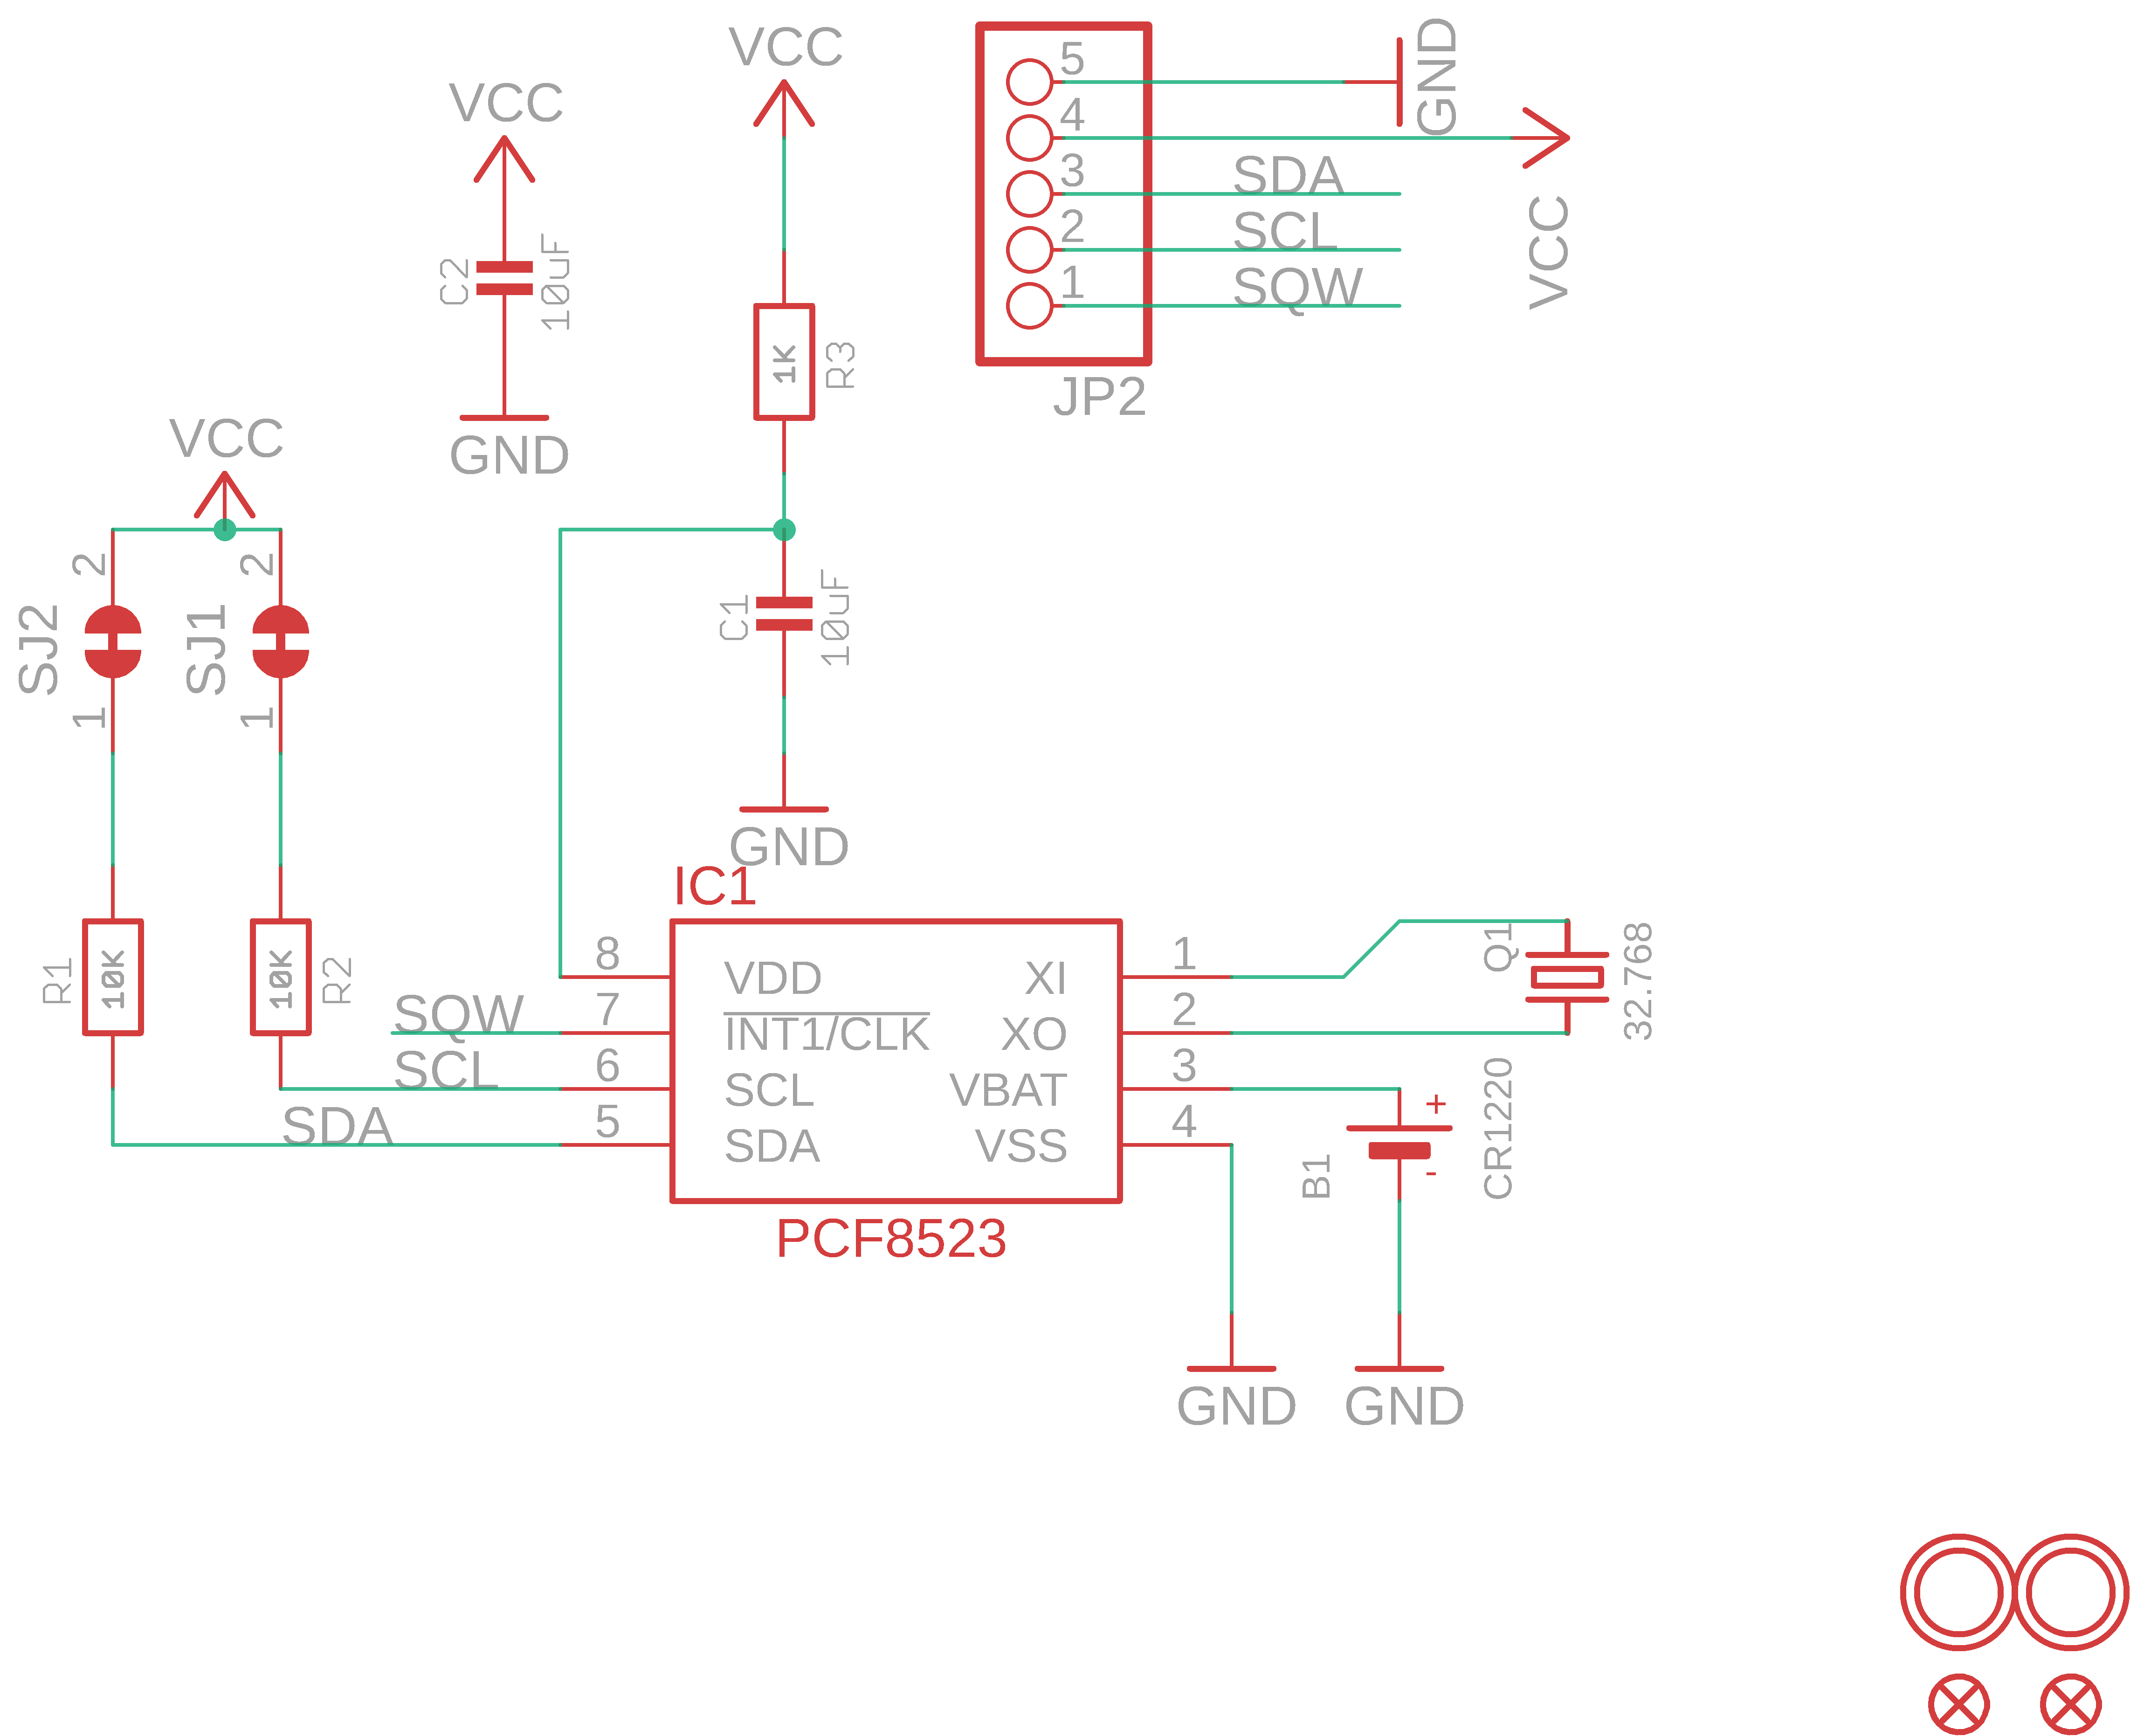 VCC
VCC
C2
10uF
GND
1K
R3
5
4
3
2
1
GND
VCC
SDA
SCL
SQW
JP2
VCC
2
2
SJ2
SJ1
1
1
C1
10uF
GND
R1
10K
10K
R2
SQW
SCL
SDA
IC1
8
7
6
5
VDD
INT1/CLK
SCL
SDA
XI
XO
VBAT
VSS
1
2
3
4
PCF8523
Q1
32.768
+
-
B1
CR1220
GND
GND